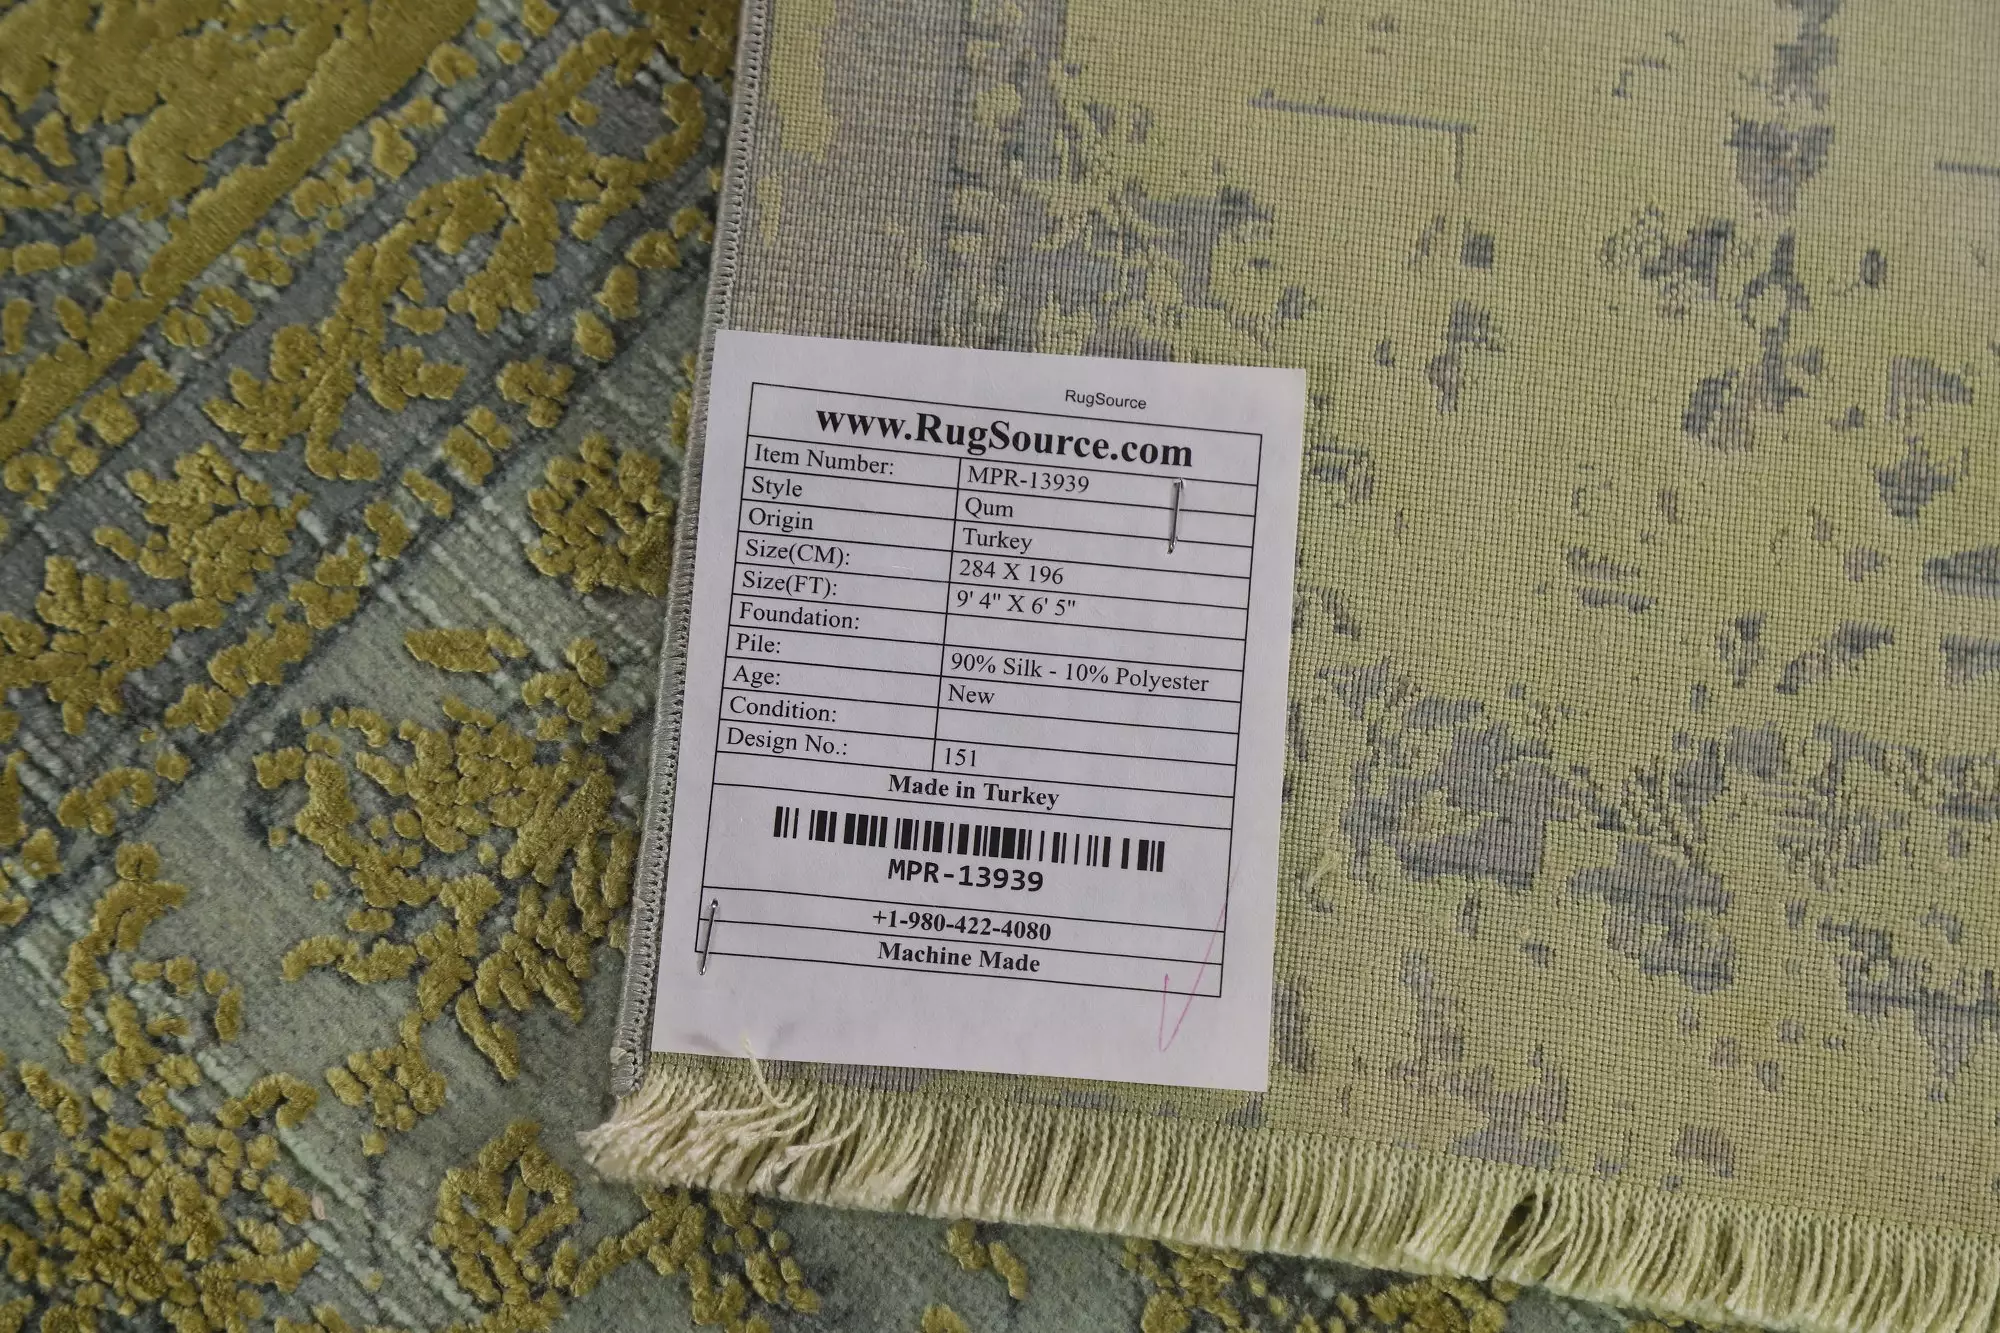 RugSource
www.RugSource.com
Item Number: MPR-13939
Style Qum
Origin Turkey
Size(CM): 284 X 196
Size(FT): 9' 4" X 6' 5"
Foundation:
Pile: 90% Silk - 10% Polyester
Age: New
Condition:
Design No.: 151
Made in Turkey
MPR-13939
+1-980-422-4080
Machine Made